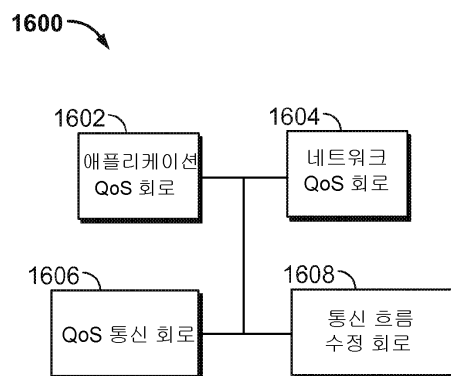 1600
1602
애플리케이션
QoS 회로
1604
네트워크
QoS 회로
1606
QoS 통신 회로
1608
통신 흐름
수정 회로